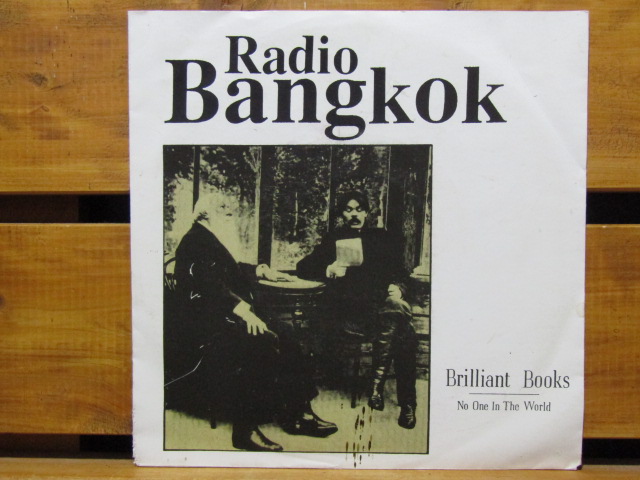 Radio
Bangkok
Brilliant Books
No One In The World